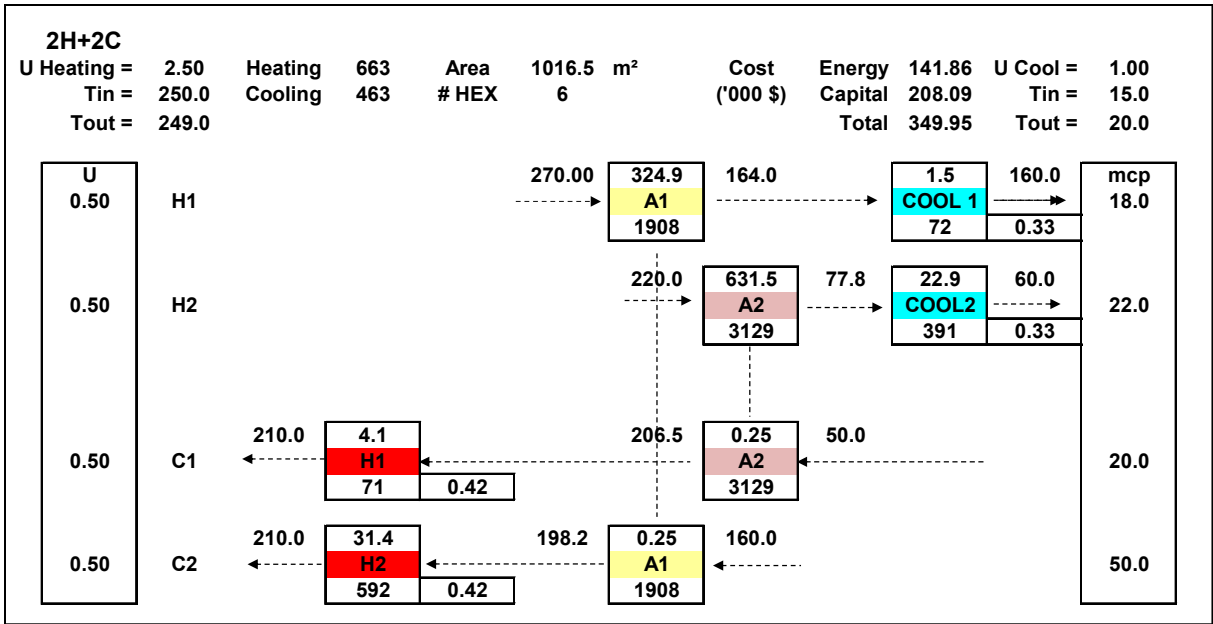 2H+2C
U Heating = 2.50 Heating 663 Area 1016.5 m² Cost Energy 141.86 U Cool = 1.00
Tin = 250.0 Cooling 463 # HEX 6 ('000 $) Capital 208.09 Tin = 15.0
Tout = 249.0 Total 349.95 Tout = 20.0
U 270.00 324.9 164.0 1.5 160.0 mcp
0.50 H1 A1 COOL 1 18.0
1908 72 0.33
220.0 631.5 77.8 22.9 60.0
0.50 H2 A2 COOL2 22.0
3129 391 0.33
210.0 4.1 206.5 0.25 50.0
0.50 C1 H1 A2 20.0
71 0.42 3129
210.0 31.4 198.2 0.25 160.0
0.50 C2 H2 A1 50.0
592 0.42 1908